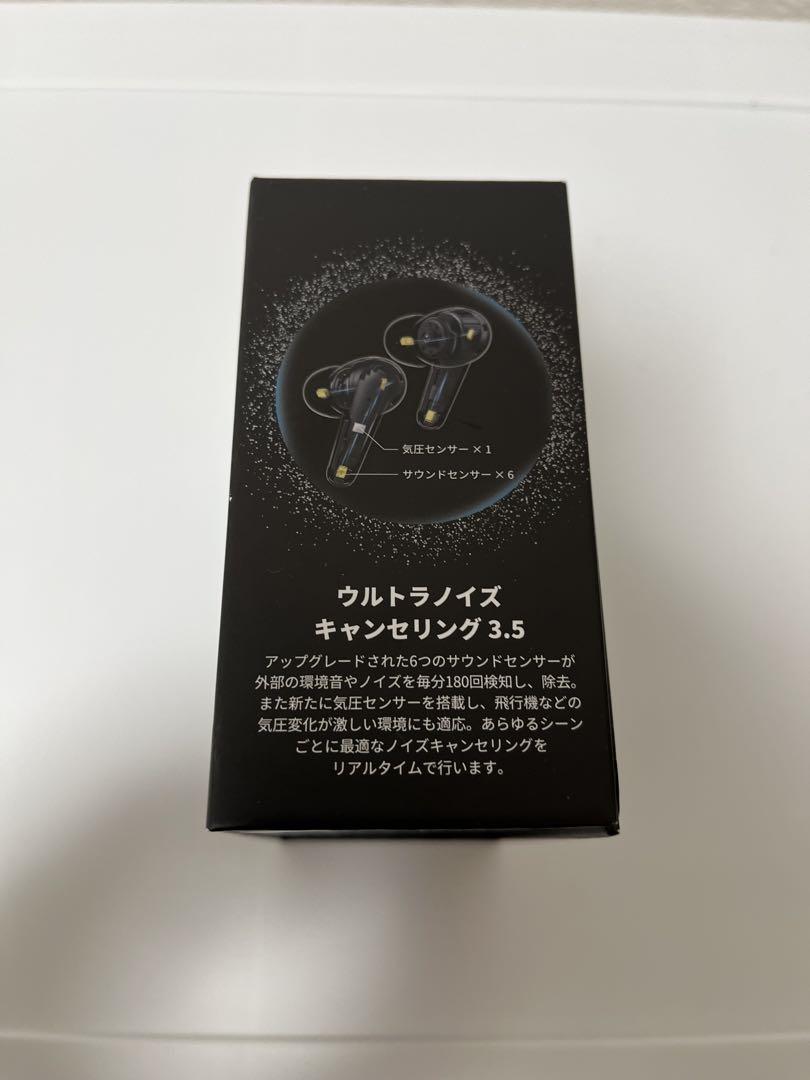 気圧センサー × 1
サウンドセンサー × 6
ウルトラノイズ
キャンセリング 3.5
アップグレードされた6つのサウンドセンサーが
外部の環境音やノイズを毎分180回検知し、除去。
また新たに気圧センサーを搭載し、飛行機などの
気圧変化が激しい環境にも適応。あらゆるシーン
ごとに最適なノイズキャンセリングを
リアルタイムで行います。